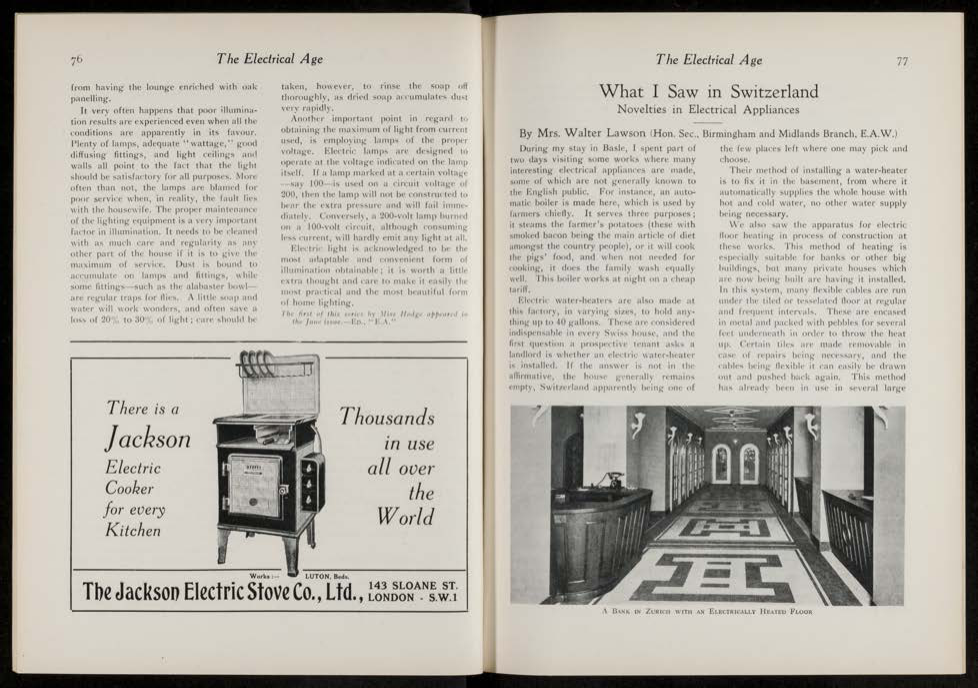 76
The Electrical Age
from having the lounge enriched with oak
panelling.
It very often happens that poor illumina-
tion results are experienced even when all the
conditions are apparently in its favour.
Plenty of lamps, adequate "wattage," good
diffusing fittings, and light ceilings and
walls all point to the fact that the light
should be satisfactory for all purposes. More
often than not, the lamps are blamed for
poor service when, in reality, the fault lies
with the housewife. The proper maintenance
of the lighting equipment is a very important
factor in illumination. It needs to be cleaned
with as much care and regularity as any
other part of the house if it is to give the
maximum of service. Dust is bound to
accumulate on lamps and fittings, while
some fittings—such as the alabaster bowl—
are regular traps for flies. A little soap and
water will work wonders, and often save a
loss of 20% to 30% of light; care should be
taken, however, to rinse the soap off
thoroughly, as dried soap accumulates dust
very rapidly.
Another important point in regard to
obtaining the maximum of light from current
used, is employing lamps of the proper
voltage. Electric lamps are designed to
operate at the voltage indicated on the lamp
itself. If a lamp marked at a certain voltage
—say 100—is used on a circuit voltage of
200, then the lamp will not be constructed to
bear the extra pressure and will fail imme-
diately. Conversely, a 200-volt lamp burned
on a 100-volt circuit, although consuming
less current, will hardly emit any light at all.
Electric light is acknowledged to be the
most adaptable and convenient form of
illumination obtainable; it is worth a little
extra thought and care to make it easily the
most practical and the most beautiful form
of home lighting.
The first of this series by Miss Hodge appeared in
the June issue.—ED., "E.A."
There is a
Jackson
Electric
Cooker
for every
Kitchen
Thousands
in use
all over
the
World
Works:— LUTON, Beds.
The Jackson Electric Stove Co., Ltd., 143 SLOANE ST.
LONDON - S.W.1
The Electrical Age
77
What I Saw in Switzerland
Novelties in Electrical Appliances
By Mrs. Walter Lawson (Hon. Sec., Birmingham and Midlands Branch, E.A.W.)
During my stay in Basle, I spent part of
two days visiting some works where many
interesting electrical appliances are made,
some of which are not generally known to
the English public. For instance, an auto-
matic boiler is made here, which is used by
farmers chiefly. It serves three purposes;
it steams the farmer's potatoes (these with
smoked bacon being the main article of diet
amongst the country people), or it will cook
the pigs' food, and when not needed for
cooking, it does the family wash equally
well. This boiler works at night on a cheap
tariff.
Electric water-heaters are also made at
this factory, in varying sizes, to hold any-
thing up to 40 gallons. These are considered
indispensable in every Swiss house, and the
first question a prospective tenant asks a
landlord is whether an electric water-heater
is installed. If the answer is not in the
affirmative, the house generally remains
empty, Switzerland apparently being one of
the few places left where one may pick and
choose.
Their method of installing a water-heater
is to fix it in the basement, from where it
automatically supplies the whole house with
hot and cold water, no other water supply
being necessary.
We also saw the apparatus for electric
floor heating in process of construction at
these works. This method of heating is
especially suitable for banks or other big
buildings, but many private houses which
are now being built are having it installed.
In this system, many flexible cables are run
under the tiled or tesselated floor at regular
and frequent intervals. These are encased
in metal and packed with pebbles for several
feet underneath in order to throw the heat
up. Certain tiles are made removable in
case of repairs being necessary, and the
cables being flexible it can easily be drawn
out and pushed back again. This method
has already been in use in several large
A BANK IN ZURICH WITH AN ELECTRICALLY HEATED FLOOR